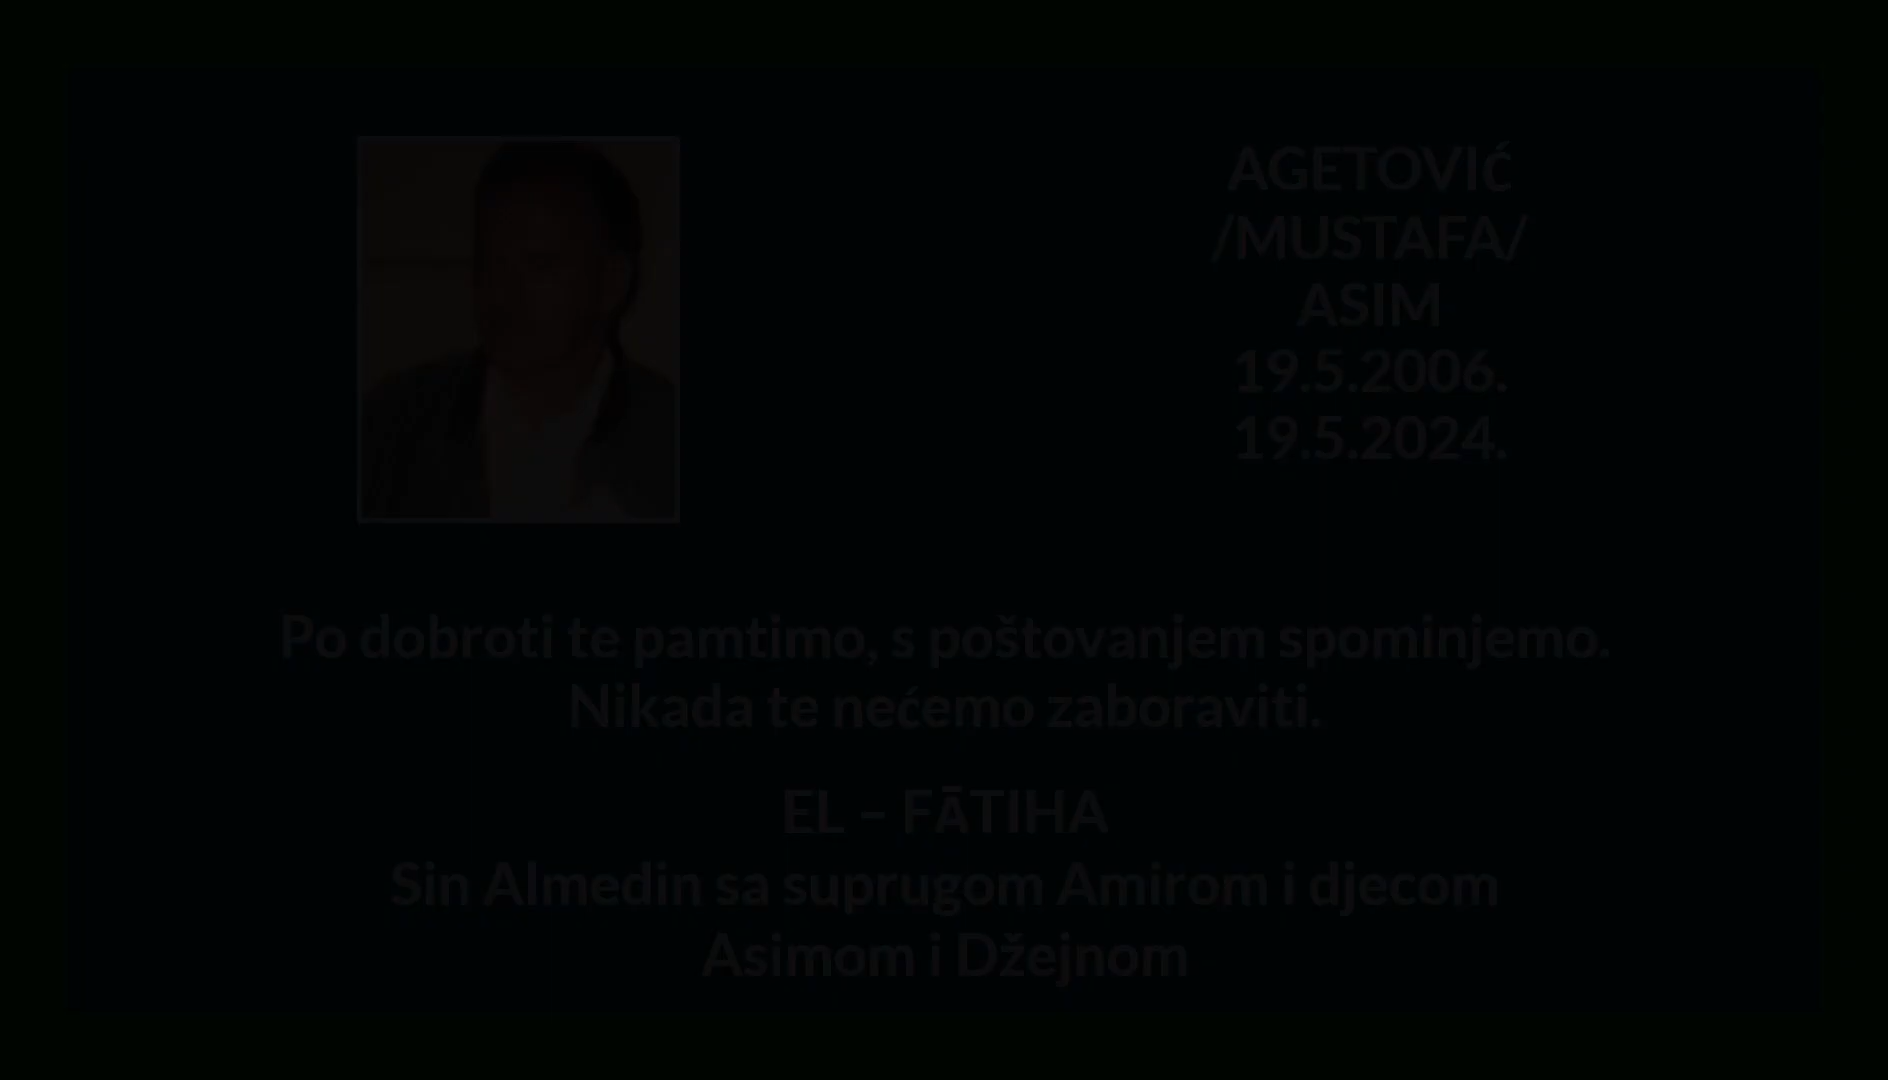 AGETOVIĆ
/MUSTAFA/
ASIM
19.5.2006.
19.5.2024.
Po dobroti te pamtimo, s poštovanjem spominjemo.
Nikada te nećemo zaboraviti.
EL – FĀTIHA
Sin Almedin sa suprugom Amirom i djecom
Asimom i Džejnom